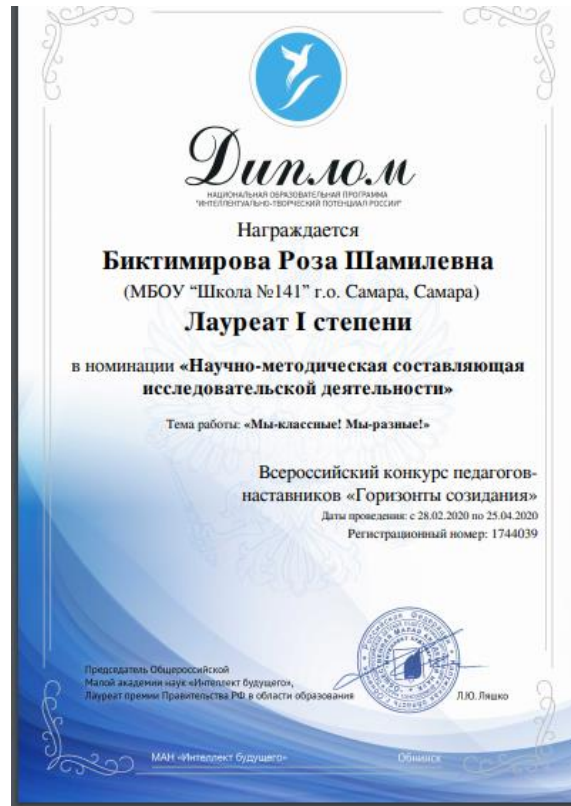 Диплом
НАЦИОНАЛЬНАЯ ОБРАЗОВАТЕЛЬНАЯ ПРОГРАММА
"ИНТЕЛЛЕКТУАЛЬНО-ТВОРЧЕСКИЙ ПОТЕНЦИАЛ РОССИИ"
Награждается
Биктимирова Роза Шамилевна
(МБОУ “Школа №141” г.о. Самара, Самара)
Лауреат I степени
в номинации «Научно-методическая составляющая
исследовательской деятельности»
Тема работы: «Мы-классные! Мы-разные!»
Всероссийский конкурс педагогов-
наставников «Горизонты созидания»
Даты проведения: с 28.02.2020 по 25.04.2020
Регистрационный номер: 1744039
Председатель Общероссийской
Малой академии наук «Интеллект будущего»,
Лауреат премии Правительства РФ в области образования
Л.Ю. Ляшко
МАН «Интеллект будущего»
Обнинск